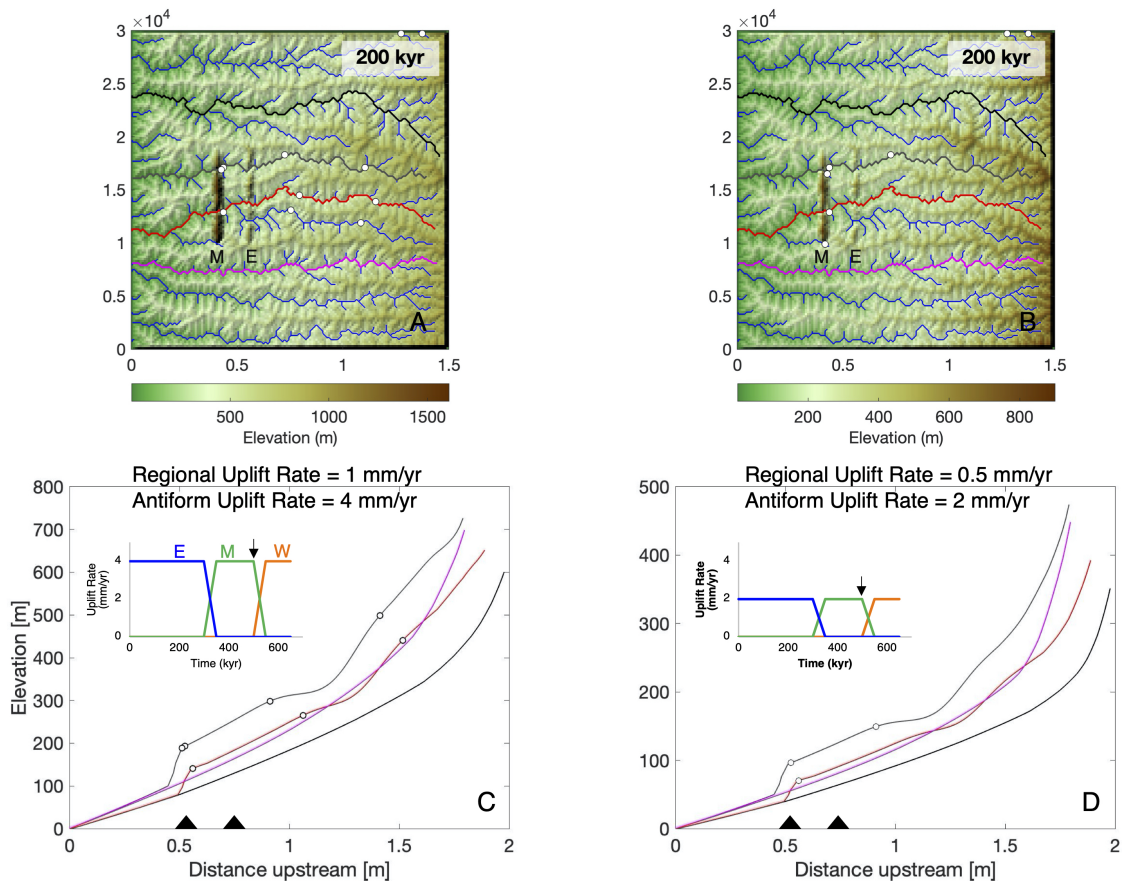 ×10⁴
3
2.5
2
1.5
1
0.5
0
200 kyr
M
E
A
0
0.5
1
1.5
500
1000
1500
Elevation (m)
×10⁴
3
2.5
2
1.5
1
0.5
0
200 kyr
M
E
B
0
0.5
1
1.5
200
400
600
800
Elevation (m)
Regional Uplift Rate = 1 mm/yr
Antiform Uplift Rate = 4 mm/yr
800
700
600
500
400
300
200
100
0
Elevation [m]
E
M
W
4
2
0
Uplift Rate
(mm/yr)
0
200
400
600
Time (kyr)
C
0
0.5
1
1.5
2
Distance upstream [m]
Regional Uplift Rate = 0.5 mm/yr
Antiform Uplift Rate = 2 mm/yr
500
400
300
200
100
0
4
2
0
Uplift Rate
(mm/yr)
0
200
400
600
Time (kyr)
D
0
0.5
1
1.5
2
Distance upstream [m]